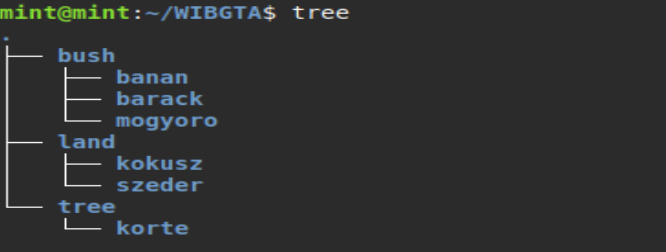 mint@mint:~/WIBGTA$ tree
.
├── bush
│   ├── banan
│   ├── barack
│   └── mogyoro
├── land
│   ├── kokusz
│   └── szeder
└── tree
    └── korte